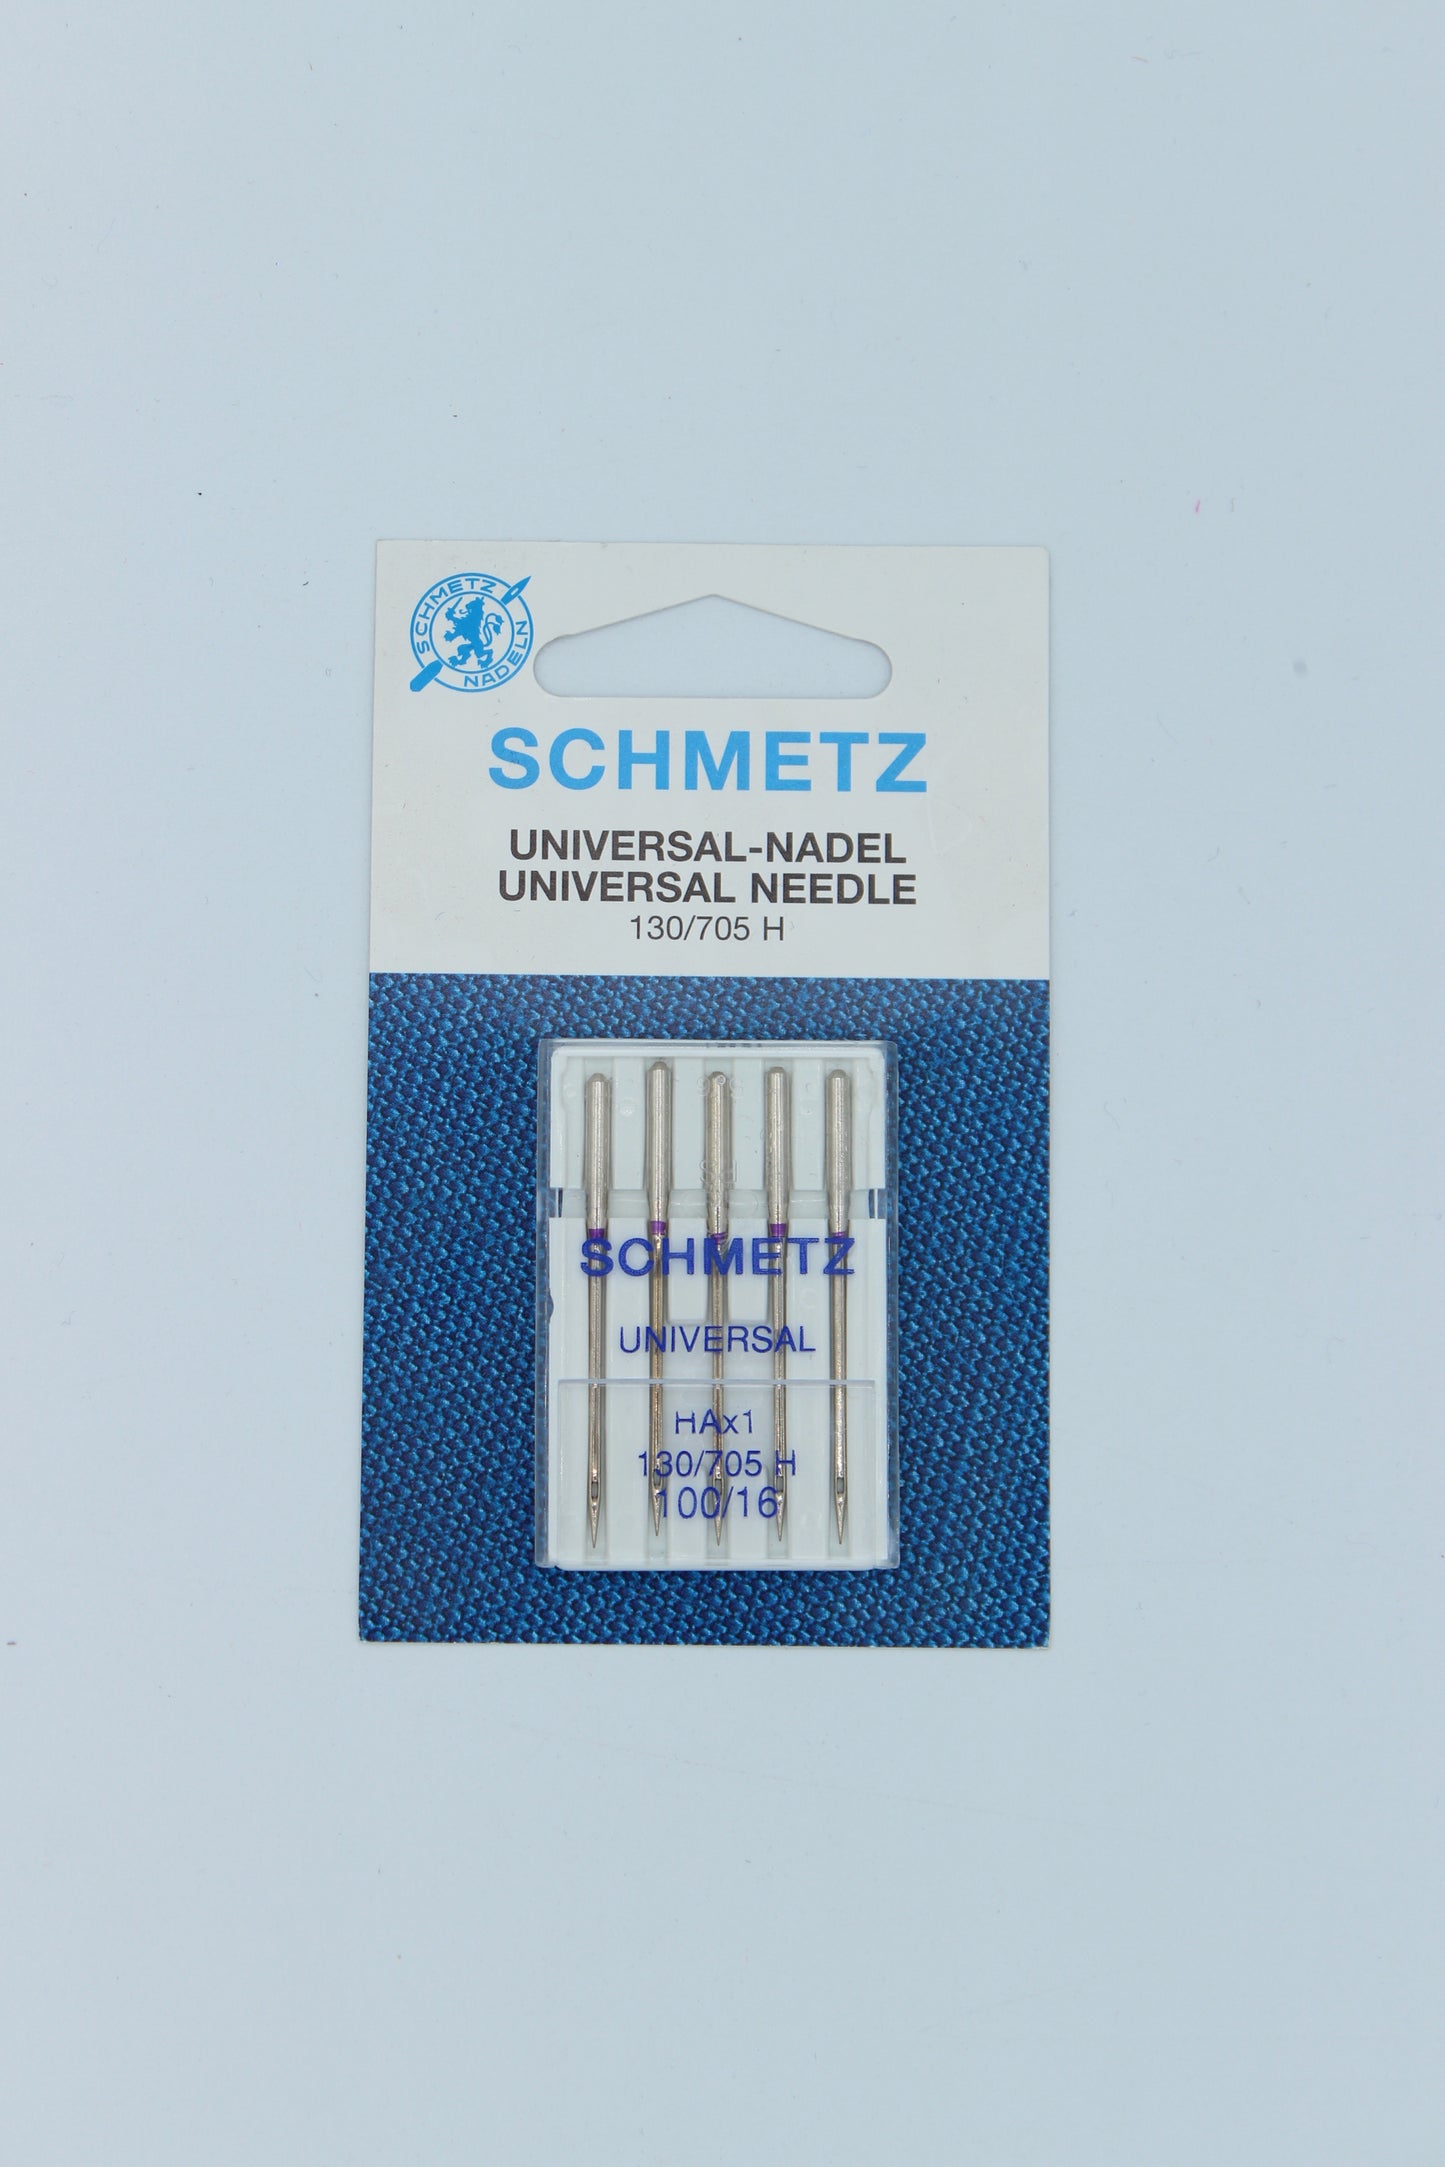 SCHMETZ
NADELN
SCHMETZ
UNIVERSAL-NADEL
UNIVERSAL NEEDLE
130/705 H
SCHMETZ
UNIVERSAL
HAx1
130/705 H
100/16